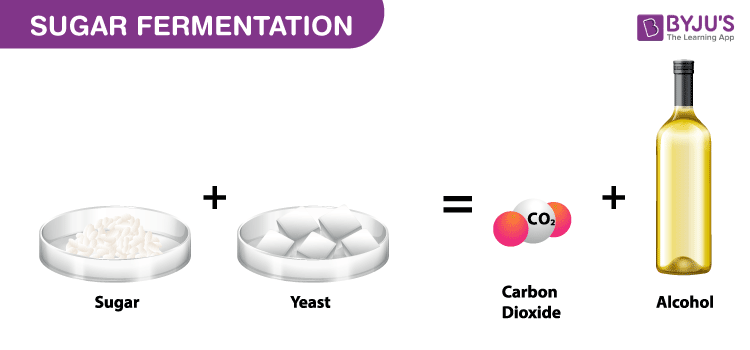 SUGAR FERMENTATION
BYJU'S
The Learning App
+
=
CO₂
+
Sugar
Yeast
Carbon
Dioxide
Alcohol